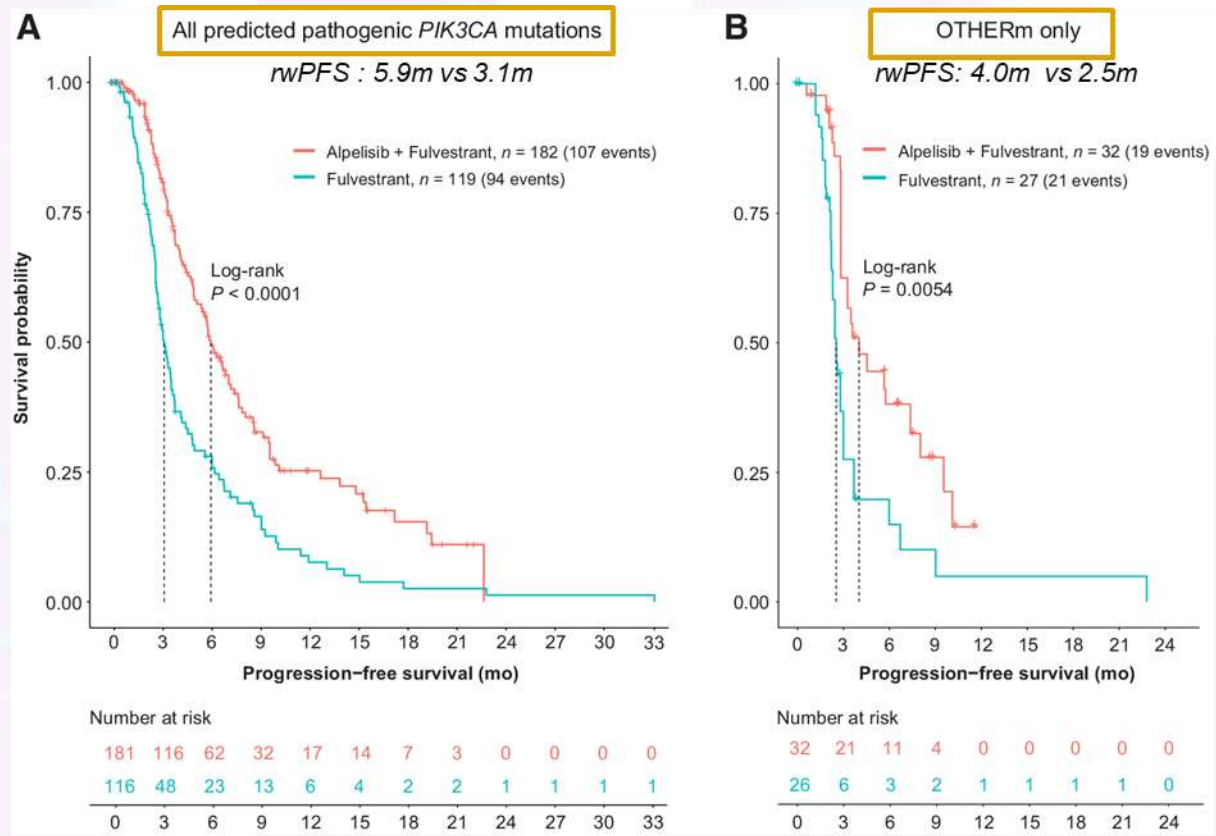 A
All predicted pathogenic PIK3CA mutations
rwPFS : 5.9m vs 3.1m
Alpelisib + Fulvestrant, n = 182 (107 events)
Fulvestrant, n = 119 (94 events)
Log-rank
P < 0.0001
Survival probability
1.00
0.75
0.50
0.25
0.00
0 3 6 9 12 15 18 21 24 27 30 33
Progression−free survival (mo)
Number at risk
181 116 62 32 17 14 7 3 0 0 0 0
116 48 23 13 6 4 2 2 1 1 1 1
0 3 6 9 12 15 18 21 24 27 30 33
B
OTHERm only
rwPFS: 4.0m vs 2.5m
Alpelisib + Fulvestrant, n = 32 (19 events)
Fulvestrant, n = 27 (21 events)
Log-rank
P = 0.0054
1.00
0.75
0.50
0.25
0.00
0 3 6 9 12 15 18 21 24
Progression−free survival (mo)
Number at risk
32 21 11 4 0 0 0 0 0
26 6 3 2 1 1 1 1 0
0 3 6 9 12 15 18 21 24